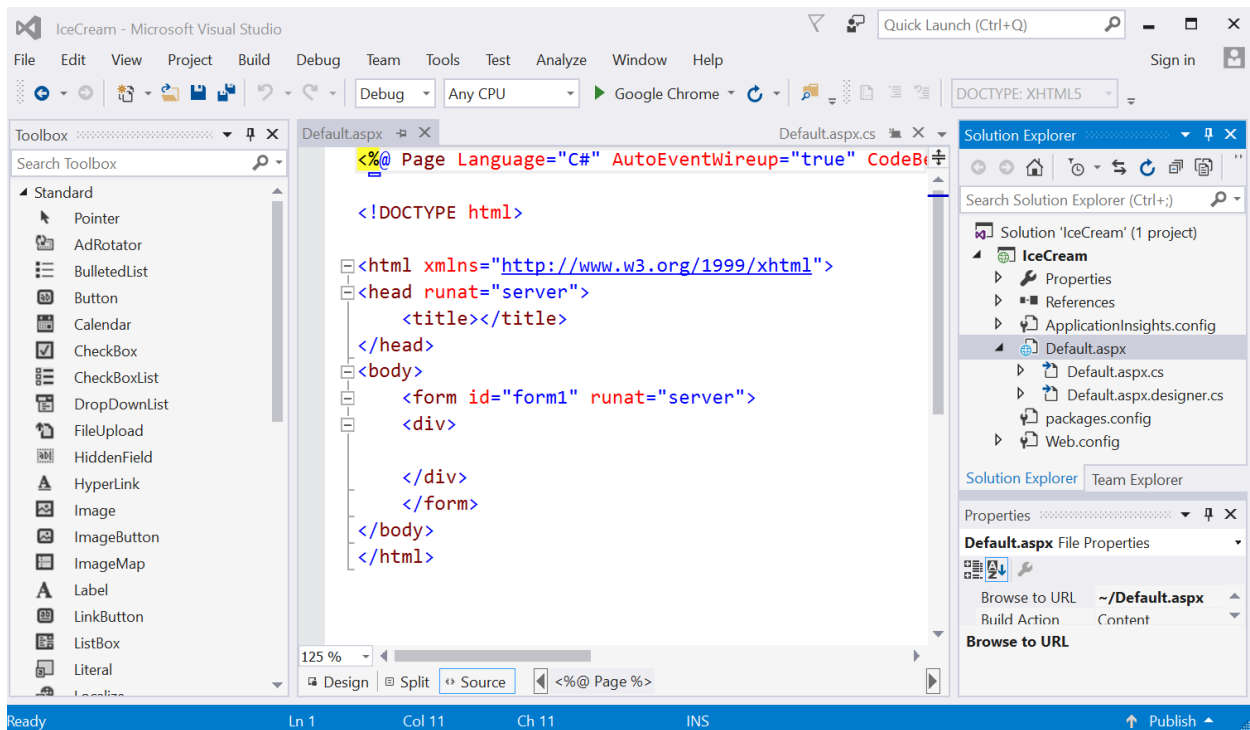 IceCream - Microsoft Visual Studio
Quick Launch (Ctrl+Q)
File Edit View Project Build Debug Team Tools Test Analyze Window Help
Sign in
Debug
Any CPU
Google Chrome
DOCTYPE: XHTML5
Toolbox
Search Toolbox
Standard
Pointer
AdRotator
BulletedList
Button
Calendar
CheckBox
CheckBoxList
DropDownList
FileUpload
HiddenField
HyperLink
Image
ImageButton
ImageMap
Label
LinkButton
ListBox
Literal
Default.aspx
Default.aspx.cs
<%@ Page Language="C#" AutoEventWireup="true"
<!DOCTYPE html>
<html xmlns="http://www.w3.org/1999/xhtml">
<head runat="server">
<title></title>
</head>
<body>
<form id="form1" runat="server">
<div>
</div>
</form>
</body>
</html>
125 %
Design Split Source <%@ Page %>
Solution Explorer
Search Solution Explorer (Ctrl+;)
Solution 'IceCream' (1 project)
IceCream
Properties
References
ApplicationInsights.config
Default.aspx
Default.aspx.cs
Default.aspx.designer.cs
packages.config
Web.config
Solution Explorer Team Explorer
Properties
Default.aspx File Properties
Browse to URL ~/Default.aspx
Build Action Content
Browse to URL
Ready Ln 1 Col 11 Ch 11 INS Publish